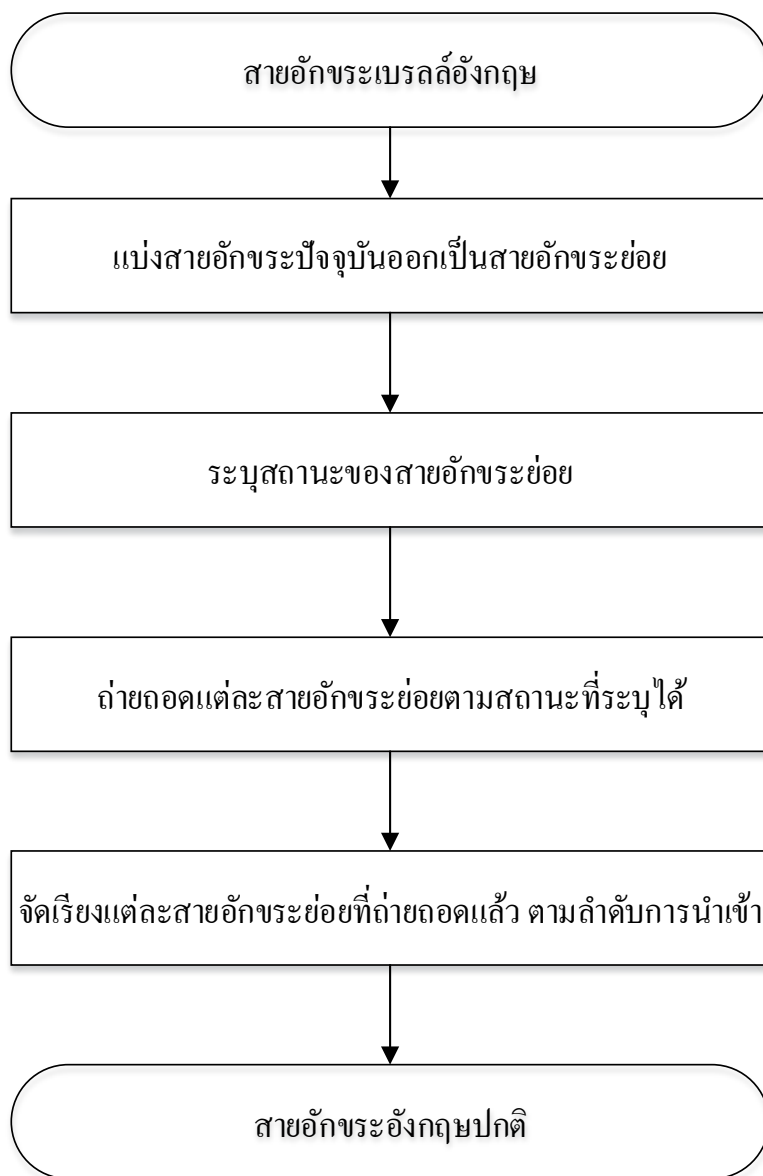 สายอักขระเบรลล์อังกฤษ
แบ่งสายอักขระปัจจุบันออกเป็นสายอักขระย่อย
ระบุสถานะของสายอักขระย่อย
ถ่ายถอดแต่ละสายอักขระย่อยตามสถานะที่ระบุได้
จัดเรียงแต่ละสายอักขระย่อยที่ถ่ายถอดแล้ว ตามลำดับการนำเข้า
สายอักขระอังกฤษปกติ